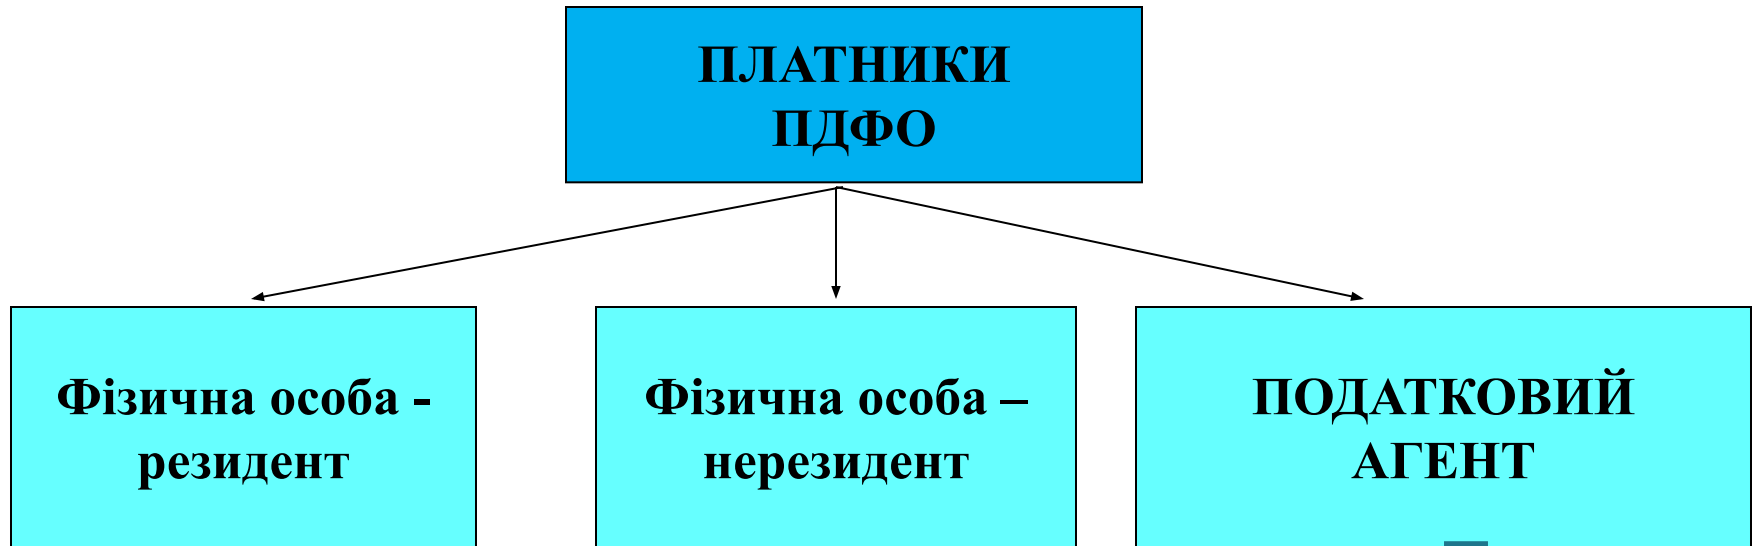 ПЛАТНИКИ
ПДФО
Фізична особа -
резидент
Фізична особа –
нерезидент
ПОДАТКОВИЙ
АГЕНТ